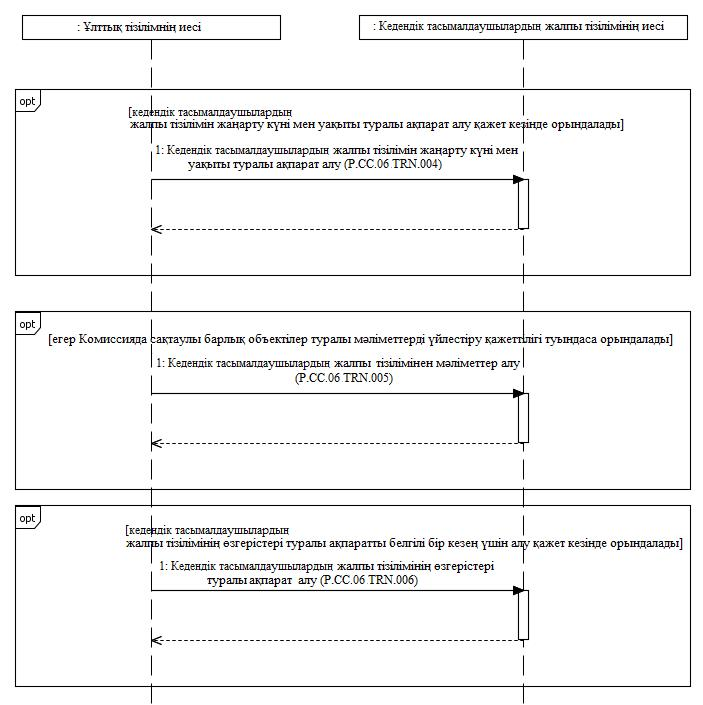 : Ұлттық тізілімнің иесі
: Кедендік тасымалдаушылардың жалпы тізілімінің иесі
opt
[кедендік тасымалдаушылардың
жалпы тізілімін жаңарту күні мен уақыты туралы ақпарат алу қажет кезінде орындалады]
1: Кедендік тасымалдаушылардың жалпы тізілімін жаңарту күні мен
уақыты туралы ақпарат алу (P.CC.06.TRN.004)
opt
[егер Комиссияда сақтаулы барлық объектілер туралы мәліметтерді үйлестіру қажеттілігі туындаса орындалады]
1: Кедендік тасымалдаушылардың жалпы тізілімінен мәліметтер алу
(P.CC.06.TRN.005)
opt
[кедендік тасымалдаушылардың
жалпы тізілімінің өзгерістері туралы ақпаратты белгілі бір кезең үшін алу қажет кезінде орындалады]
1: Кедендік тасымалдаушылардың жалпы тізілімінің өзгерістері
туралы ақпарат алу (P.CC.06.TRN.006)